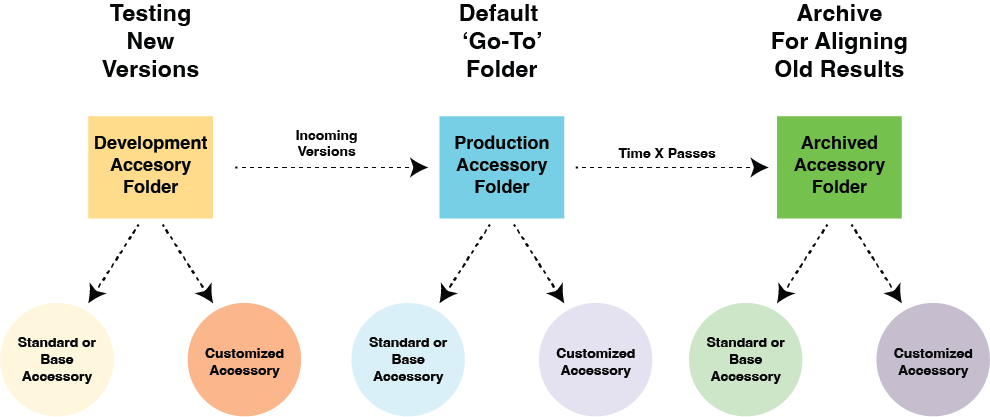 Testing
New
Versions
Default
‘Go-To’
Folder
Archive
For Aligning
Old Results
Development
Accesory
Folder
Incoming
Versions
Production
Accessory
Folder
Time X Passes
Archived
Accessory
Folder
Standard or
Base
Accessory
Customized
Accessory
Standard or
Base
Accessory
Customized
Accessory
Standard or
Base
Accessory
Customized
Accessory